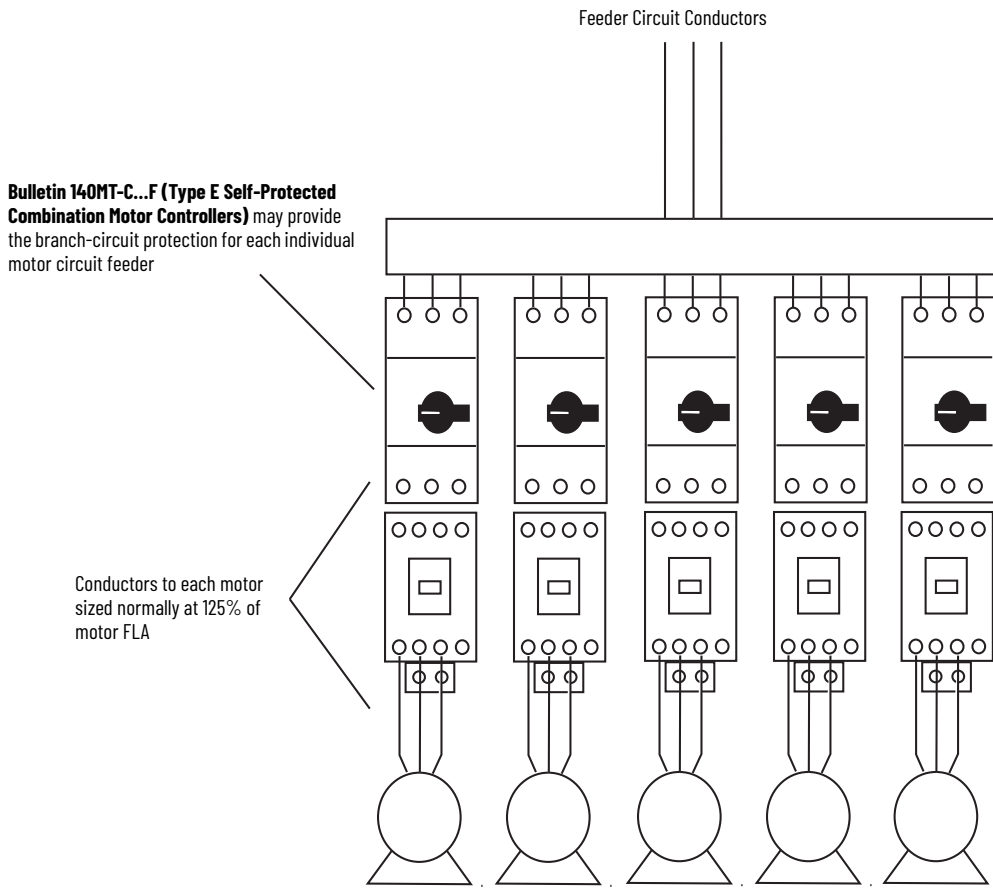 Feeder Circuit Conductors
Bulletin 140MT-C...F (Type E Self-Protected
Combination Motor Controllers) may provide
the branch-circuit protection for each individual
motor circuit feeder
Conductors to each motor
sized normally at 125% of
motor FLA